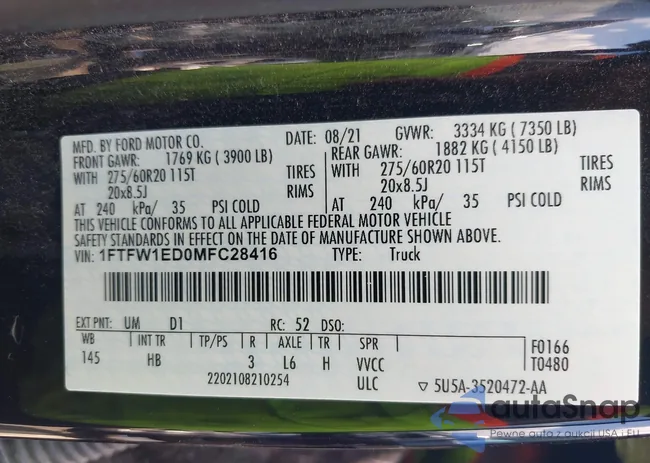 MFD. BY FORD MOTOR CO. DATE: 08/21 GVWR: 3334 KG ( 7350 LB)
FRONT GAWR: 1769 KG ( 3900 LB) REAR GAWR: 1882 KG ( 4150 LB)
WITH 275/60R20 115T TIRES WITH 275/60R20 115T TIRES
20x8.5J RIMS 20x8.5J RIMS
AT 240 kPa/ 35 PSI COLD AT 240 kPa/ 35 PSI COLD
THIS VEHICLE CONFORMS TO ALL APPLICABLE FEDERAL MOTOR VEHICLE
SAFETY STANDARDS IN EFFECT ON THE DATE OF MANUFACTURE SHOWN ABOVE.
VIN: 1FTFW1ED0MFC28416 TYPE: Truck
EXT PNT: UM D1 RC: 52 DSO:
WB INT TR TP/PS R AXLE TR SPR F0166
145 HB 3 L6 H VVCC T0480
2202108210254 ULC ▽ 5U5A-3520472-AA
autoSnap
Pewne auta z aukcji USA i EU